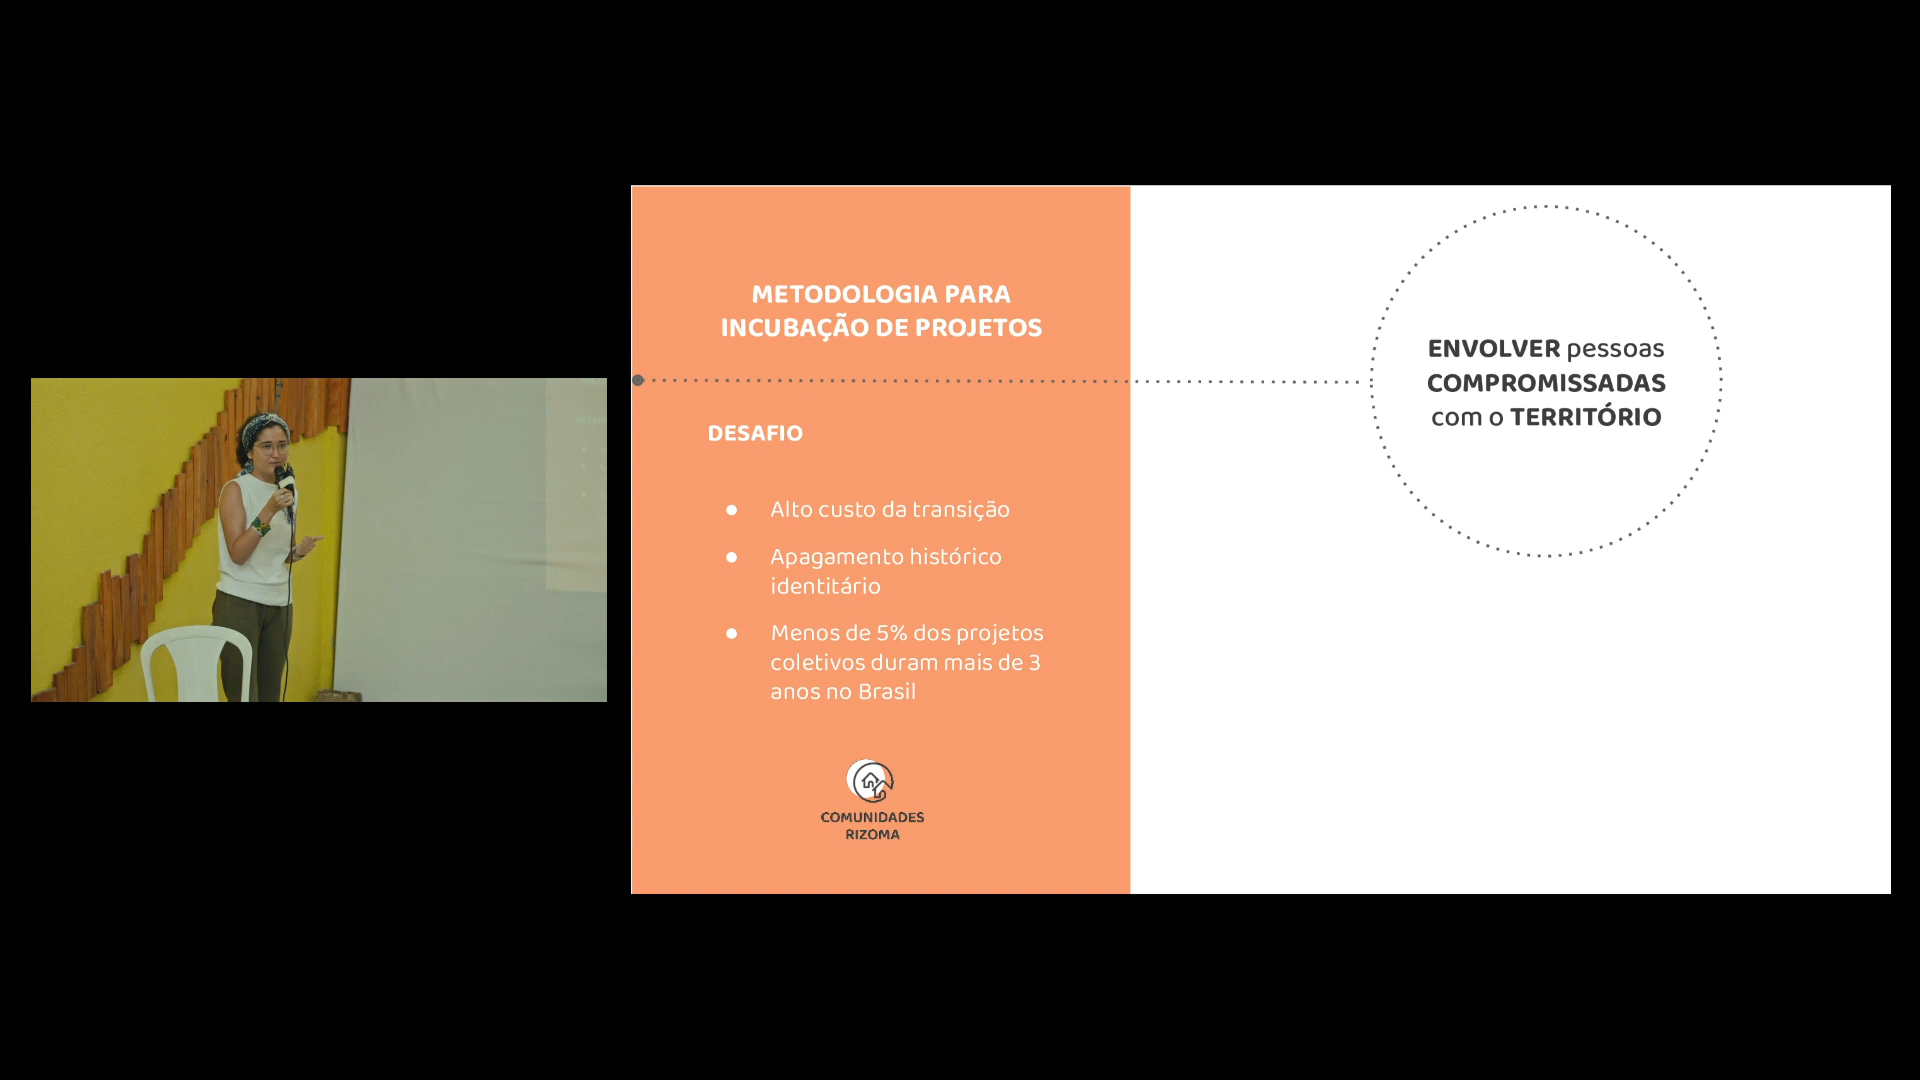 METODOLOGIA PARA
INCUBAÇÃO DE PROJETOS
DESAFIO
● Alto custo da transição
● Apagamento histórico
identitário
● Menos de 5% dos projetos
coletivos duram mais de 3
anos no Brasil
COMUNIDADES
RIZOMA
ENVOLVER pessoas
COMPROMISSADAS
com o TERRITÓRIO